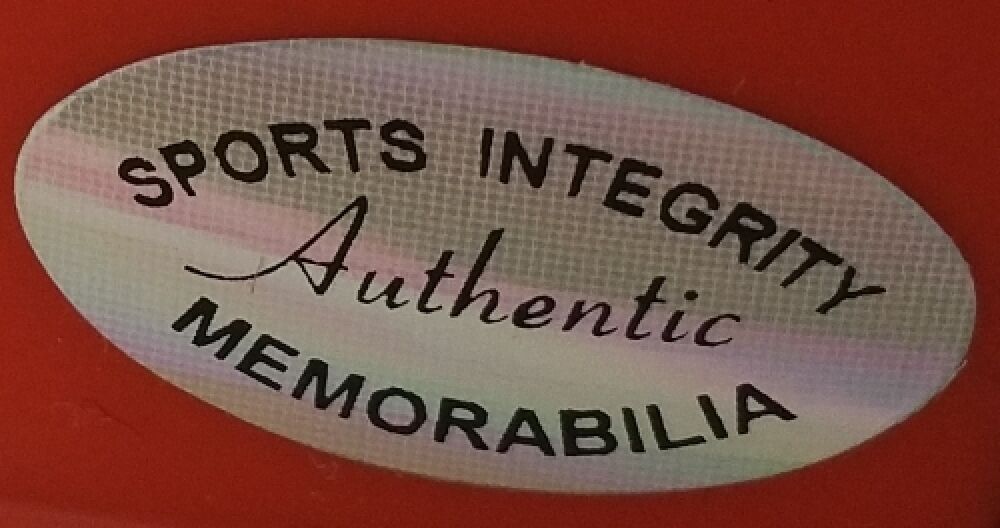 SPORTS INTEGRITY
Authentic
MEMORABILIA